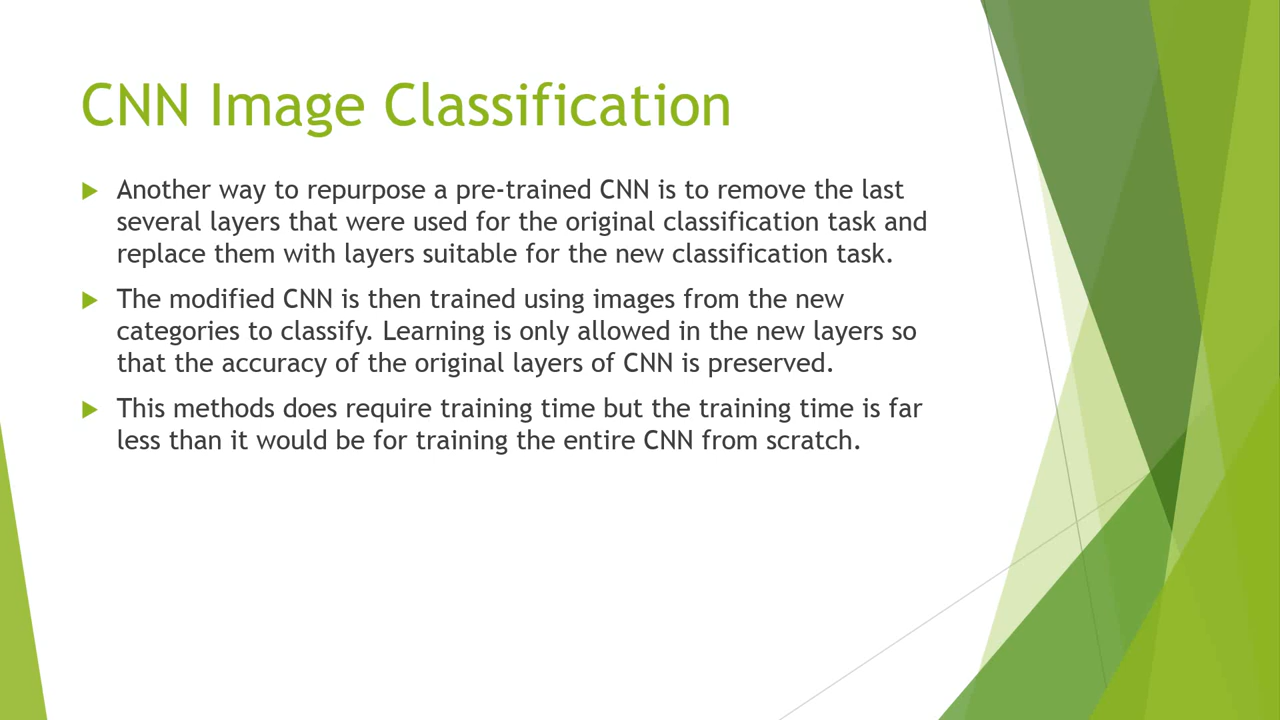 CNN Image Classification
Another way to repurpose a pre-trained CNN is to remove the last
several layers that were used for the original classification task and
replace them with layers suitable for the new classification task.
The modified CNN is then trained using images from the new
categories to classify. Learning is only allowed in the new layers so
that the accuracy of the original layers of CNN is preserved.
This methods does require training time but the training time is far
less than it would be for training the entire CNN from scratch.